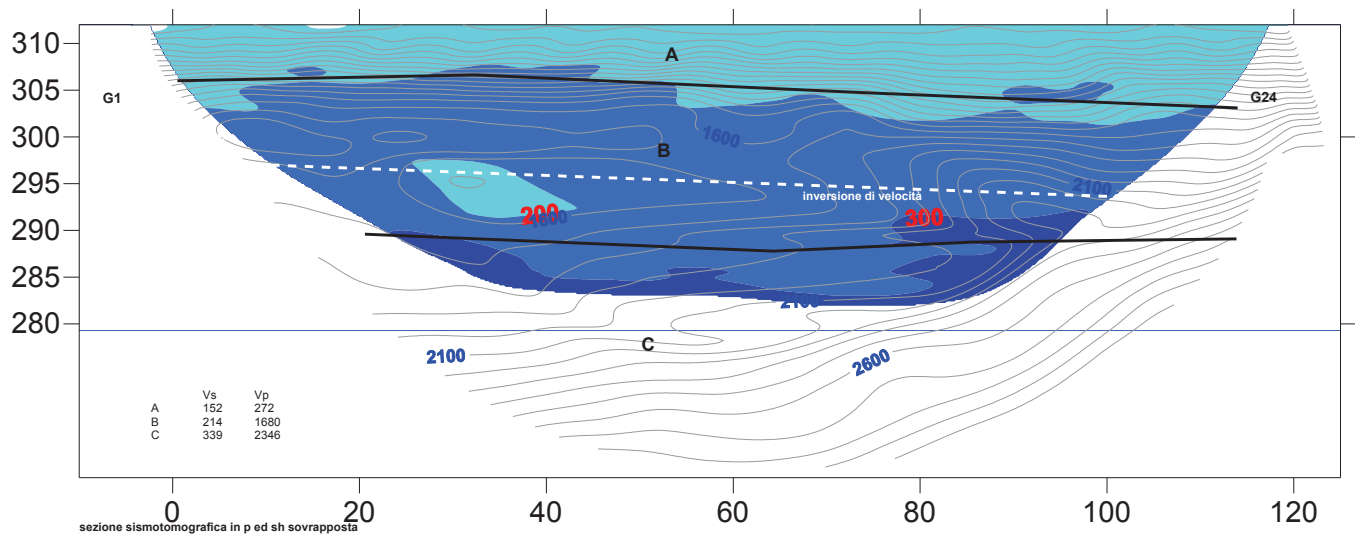 310
305
300
295
290
285
280
A
G1
G24
1600
B
2100
inversione di velocità
200
1600
300
2100
C
2100
2600
Vs Vp
A 152 272
B 214 1680
C 339 2346
0 20 40 60 80 100 120
sezione sismotomografica in p ed sh sovrapposta